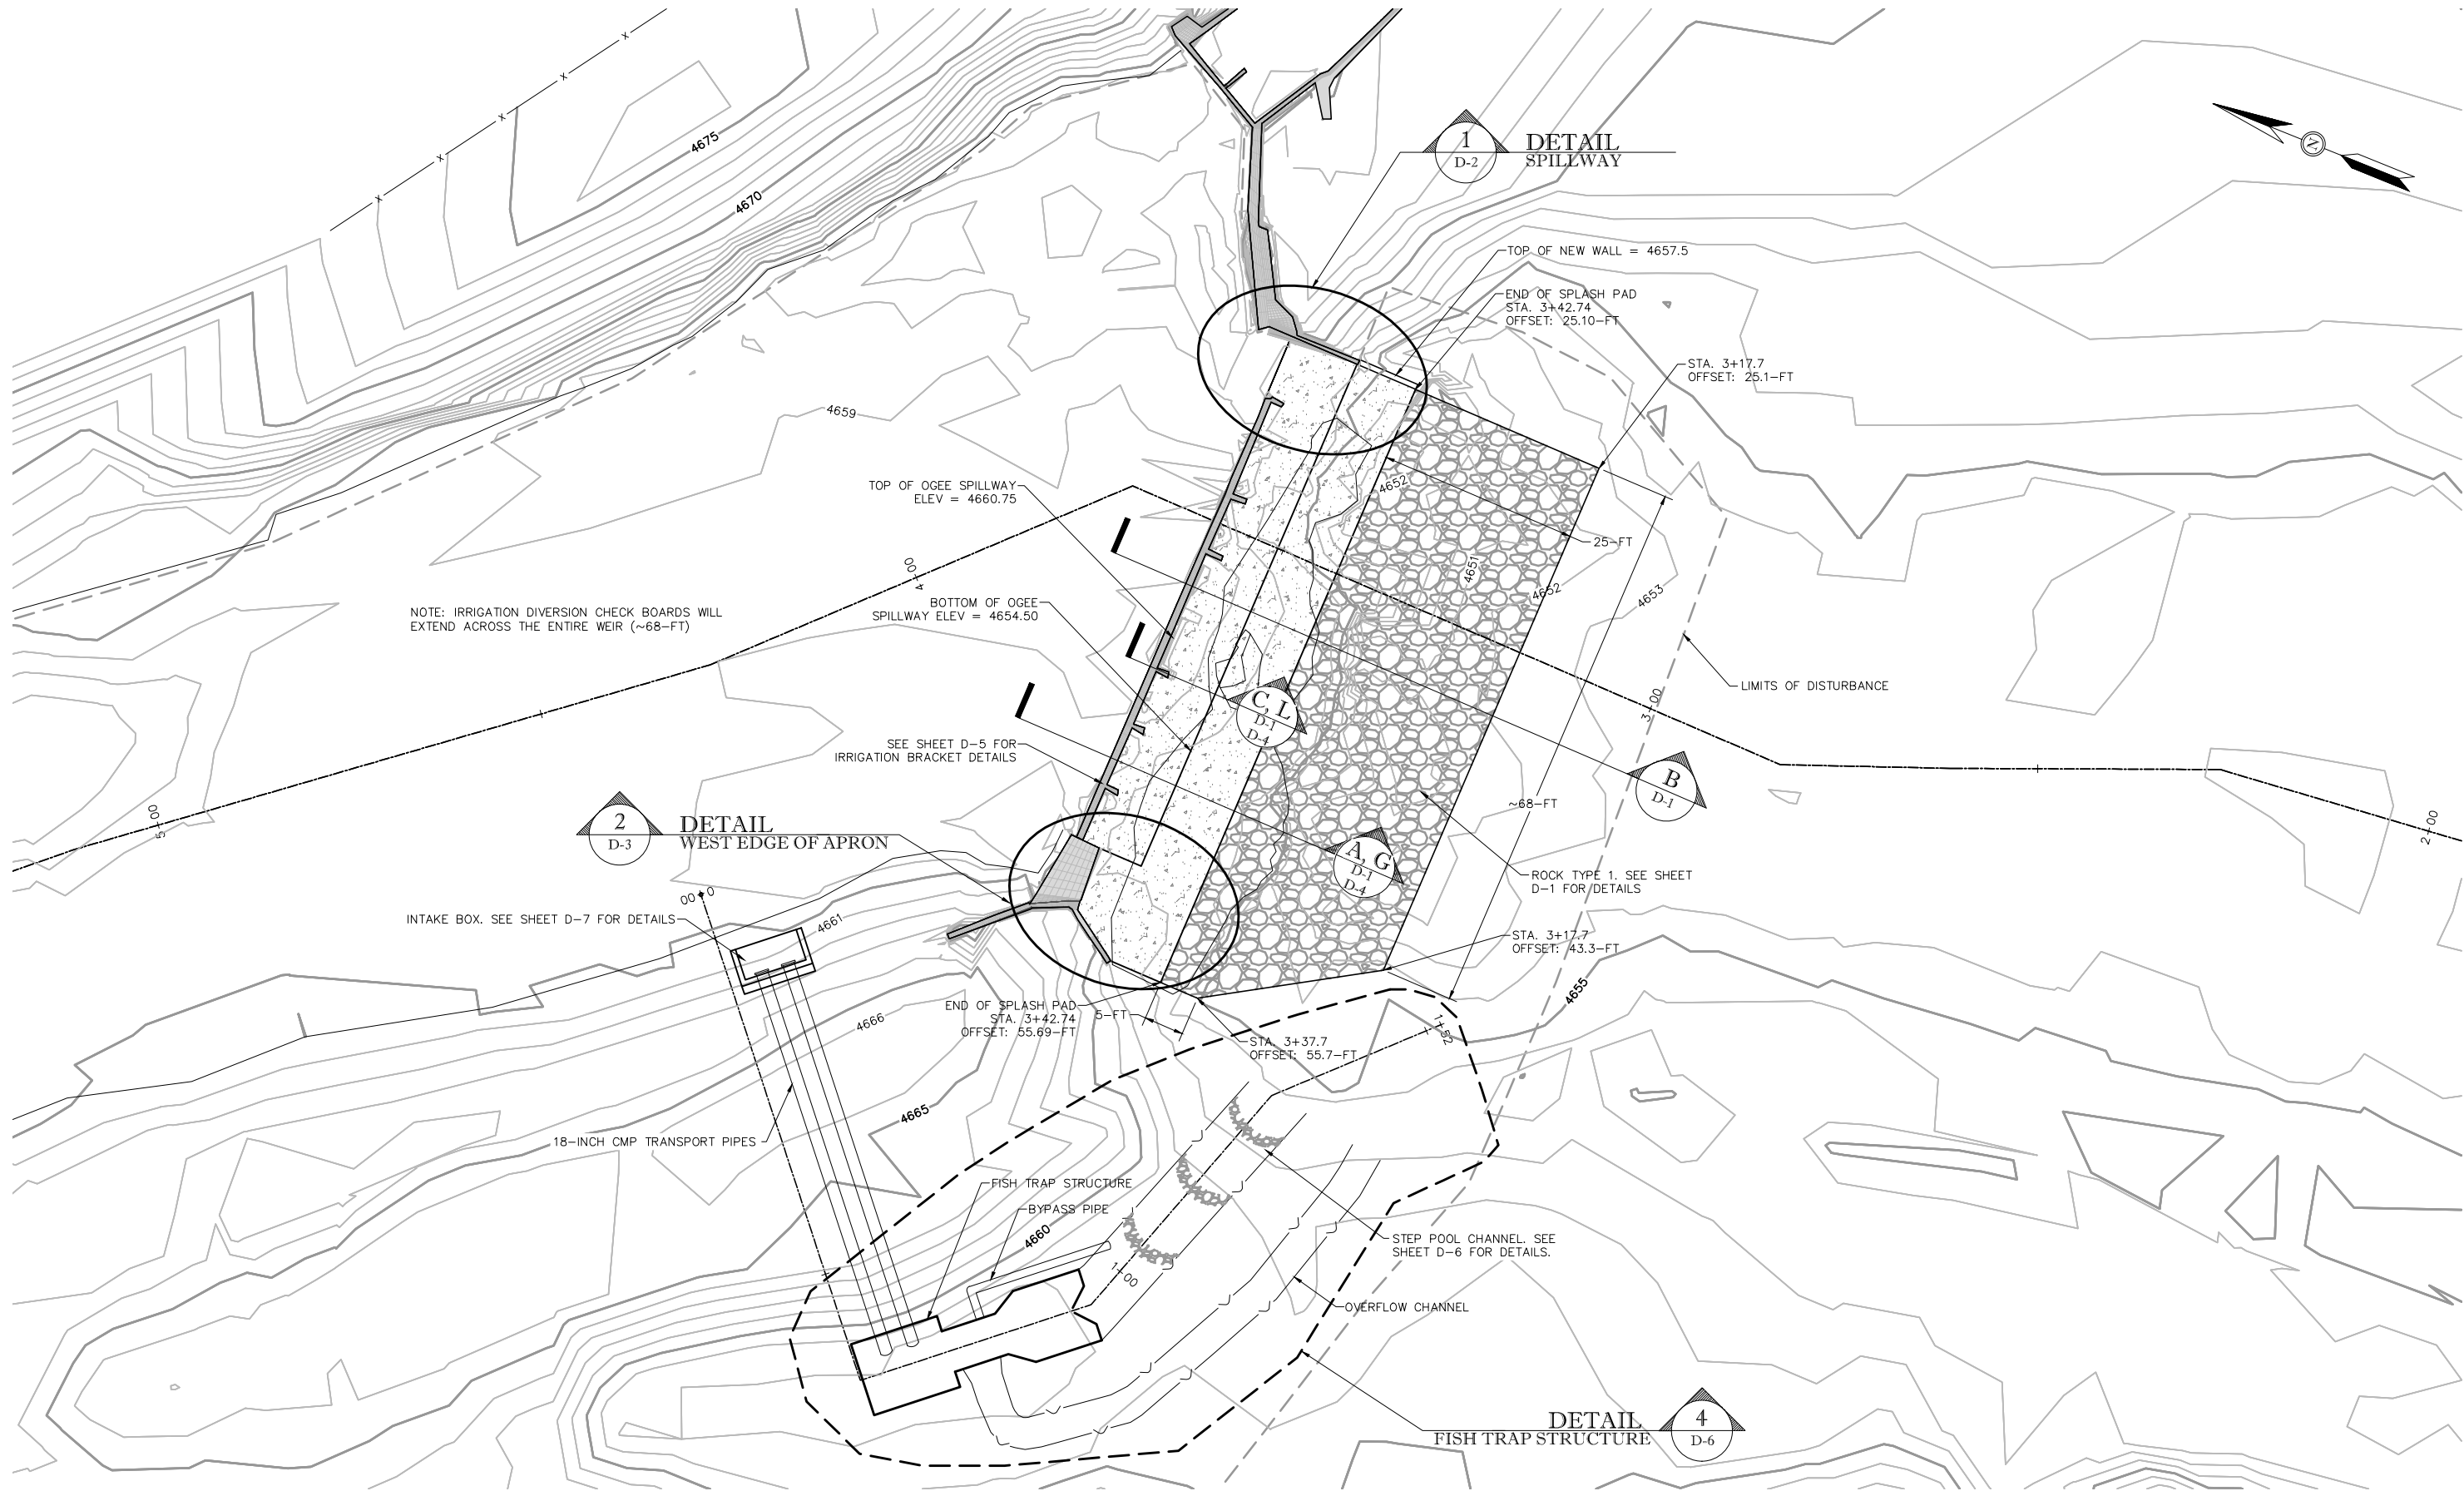 X
X
X
X
X
4675
4670
1
D-2
DETAIL
SPILLWAY
N
TOP OF NEW WALL = 4657.5
END OF SPLASH PAD
STA. 3+42.74
OFFSET: 25.10-FT
STA. 3+17.7
OFFSET: 25.1-FT
4659
TOP OF OGEE SPILLWAY
ELEV = 4660.75
4652
25-FT
4651
4652
4653
4+00
NOTE: IRRIGATION DIVERSION CHECK BOARDS WILL
EXTEND ACROSS THE ENTIRE WEIR (~68-FT)
BOTTOM OF OGEE
SPILLWAY ELEV = 4654.50
LIMITS OF DISTURBANCE
3+00
C, L
D-1
D-4
SEE SHEET D-5 FOR
IRRIGATION BRACKET DETAILS
B
D-1
~68-FT
5+00
2+00
2
D-3
DETAIL
WEST EDGE OF APRON
A, G
D-1
D-4
ROCK TYPE 1. SEE SHEET
D-1 FOR DETAILS
0+00
INTAKE BOX. SEE SHEET D-7 FOR DETAILS
4661
STA. 3+17.7
OFFSET: 43.3-FT
4655
END OF SPLASH PAD
STA. 3+42.74
OFFSET: 55.69-FT
5-FT
4666
1+52
STA. 3+37.7
OFFSET: 55.7-FT
4665
18-INCH CMP TRANSPORT PIPES
FISH TRAP STRUCTURE
BYPASS PIPE
4660
1+00
STEP POOL CHANNEL. SEE
SHEET D-6 FOR DETAILS.
OVERFLOW CHANNEL
DETAIL
FISH TRAP STRUCTURE
4
D-6